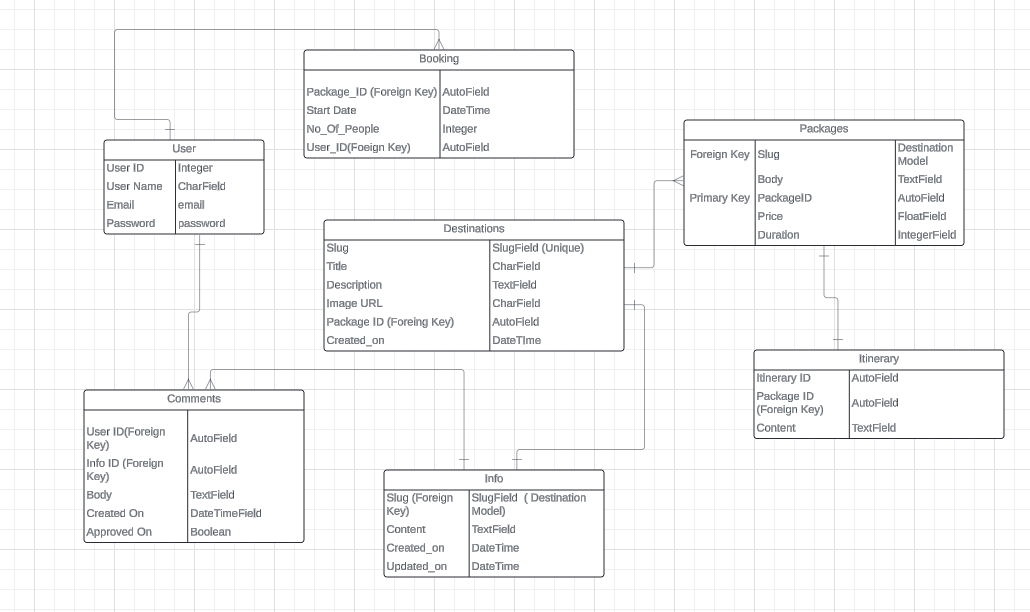 Booking
Package_ID (Foreign Key) AutoField
Start Date DateTime
No_Of_People Integer
User_ID(Foeign Key) AutoField
User
User ID Integer
User Name CharField
Email email
Password password
Packages
Foreign Key Slug Destination
Model
Body TextField
Primary Key PackageID AutoField
Price FloatField
Duration IntegerField
Destinations
Slug SlugField (Unique)
Title CharField
Description TextField
Image URL CharField
Package ID (Foreing Key) AutoField
Created_on DateTIme
Itinerary
Itinerary ID AutoField
Package ID
(Foreign Key) AutoField
Content TextField
Comments
User ID(Foreign
Key) AutoField
Info ID (Foreign
Key) AutoField
Body TextField
Created On DateTimeField
Approved On Boolean
Info
Slug (Foreign SlugField ( Destination
Key) Model)
Content TextField
Created_on DateTime
Updated_on DateTime